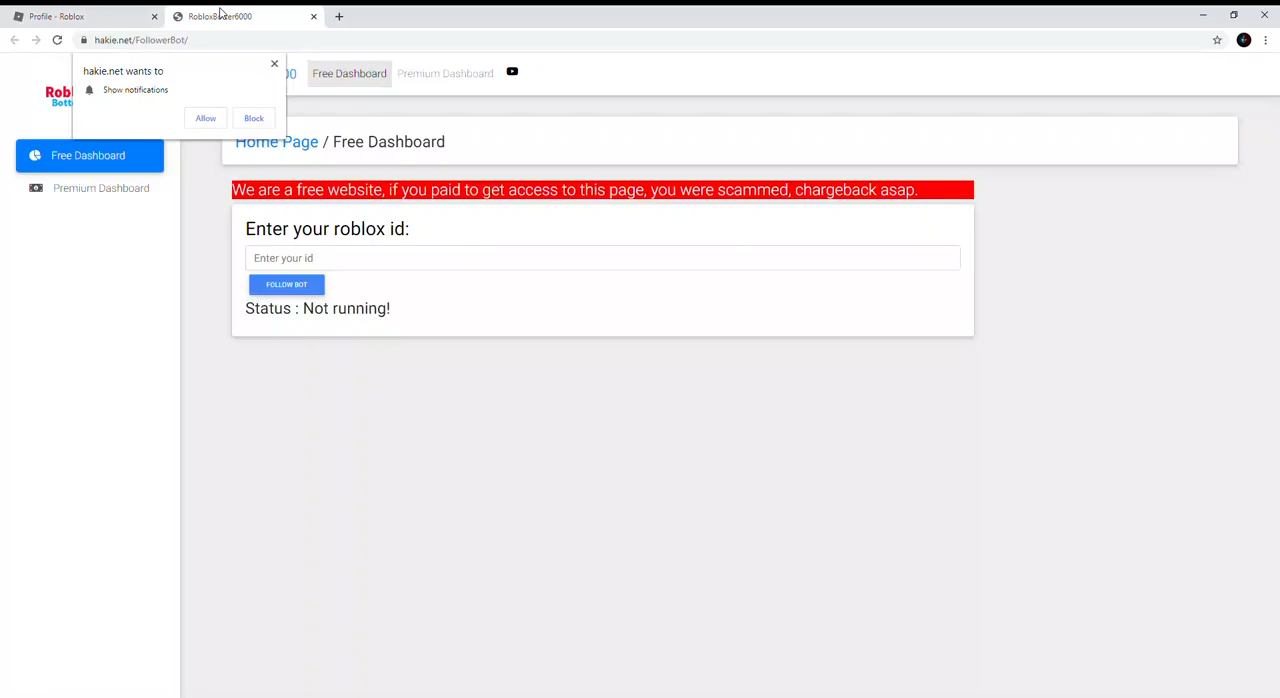 Profile - Roblox
RobloxBotter6000
hakie.net/FollowerBot/
hakie.net wants to
Show notifications
Allow Block
Free Dashboard Premium Dashboard
Home Page / Free Dashboard
Free Dashboard
Premium Dashboard
We are a free website, if you paid to get access to this page, you were scammed, chargeback asap.
Enter your roblox id:
Enter your id
FOLLOW BOT
Status : Not running!